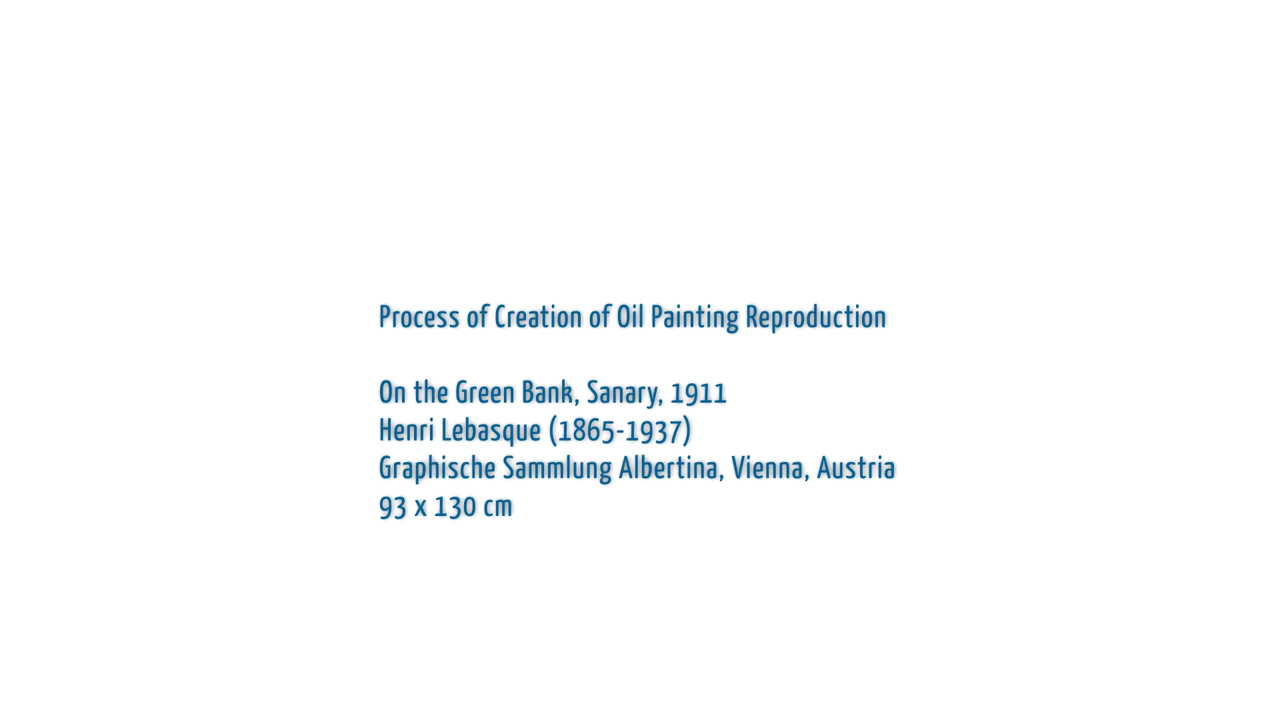 Process of Creation of Oil Painting Reproduction
On the Green Bank, Sanary, 1911
Henri Lebasque (1865-1937)
Graphische Sammlung Albertina, Vienna, Austria
93 x 130 cm